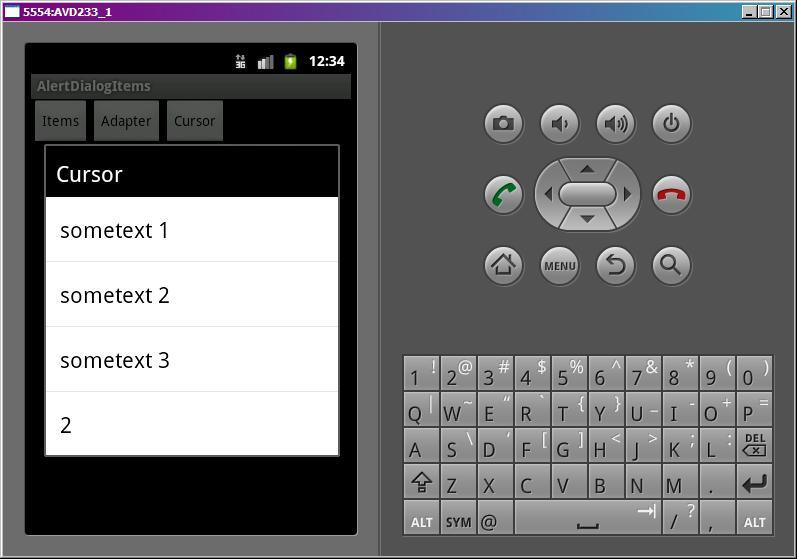 5554:AVD233_1
3G 12:34
AlertDialogItems
Items Adapter Cursor
Cursor
sometext 1
sometext 2
sometext 3
2
MENU
1 ! 2 @ 3 # 4 $ 5 % 6 ^ 7 & 8 * 9 ( 0 )
Q | W ~ E " R ` T { Y } U _ I - O + P =
A S \ D ' F [ G ] H < J > K ; L : DEL
Z X C V B N M .
ALT SYM @ / ? , ALT